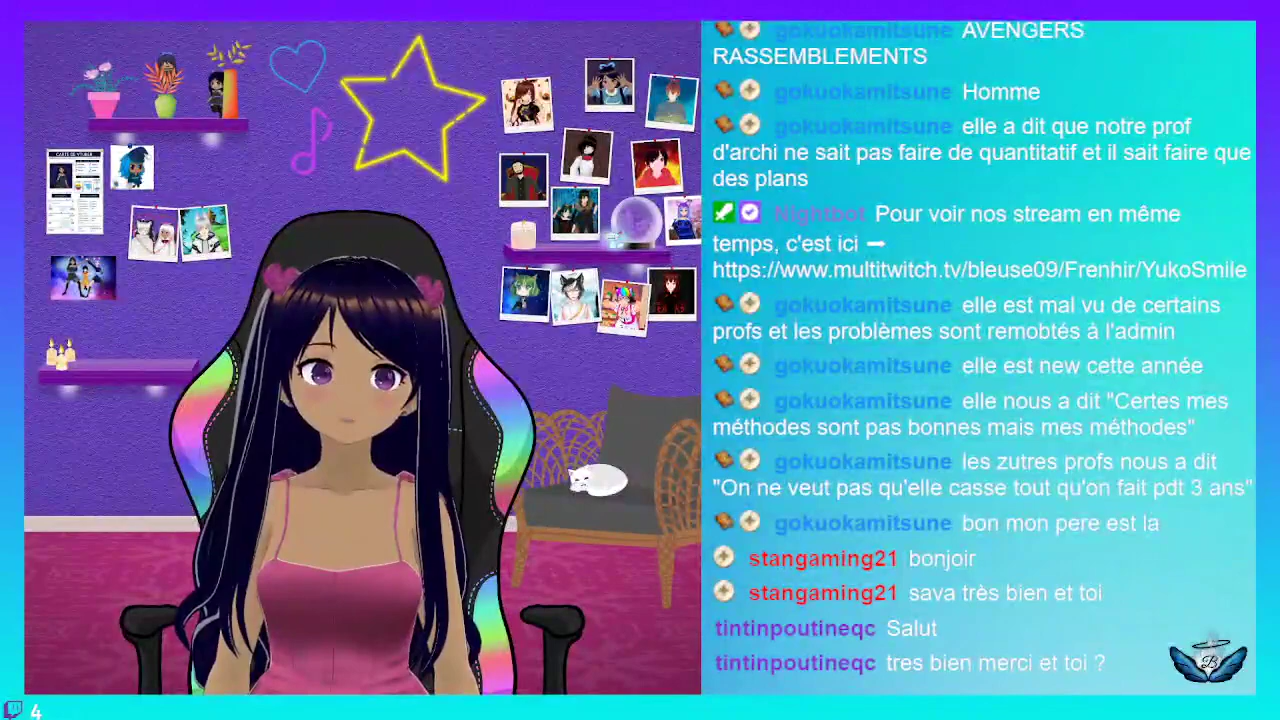 gokuokamitsune AVENGERS
RASSEMBLEMENTS
gokuokamitsune Homme
gokuokamitsune elle a dit que notre prof
d'archi ne sait pas faire de quantitatif et il sait faire que
des plans
Nightbot Pour voir nos stream en même
temps, c'est ici ➡
https://www.multitwitch.tv/bleuse09/Frenhir/YukoSmile
gokuokamitsune elle est mal vu de certains
profs et les problèmes sont remobtés à l'admin
gokuokamitsune elle est new cette année
gokuokamitsune elle nous a dit "Certes mes
méthodes sont pas bonnes mais mes méthodes"
gokuokamitsune les zutres profs nous a dit
"On ne veut pas qu'elle casse tout qu'on fait pdt 3 ans"
gokuokamitsune bon mon pere est la
stangaming21 bonjoir
stangaming21 sava très bien et toi
tintinpoutineqc Salut
tintinpoutineqc tres bien merci et toi ?
4